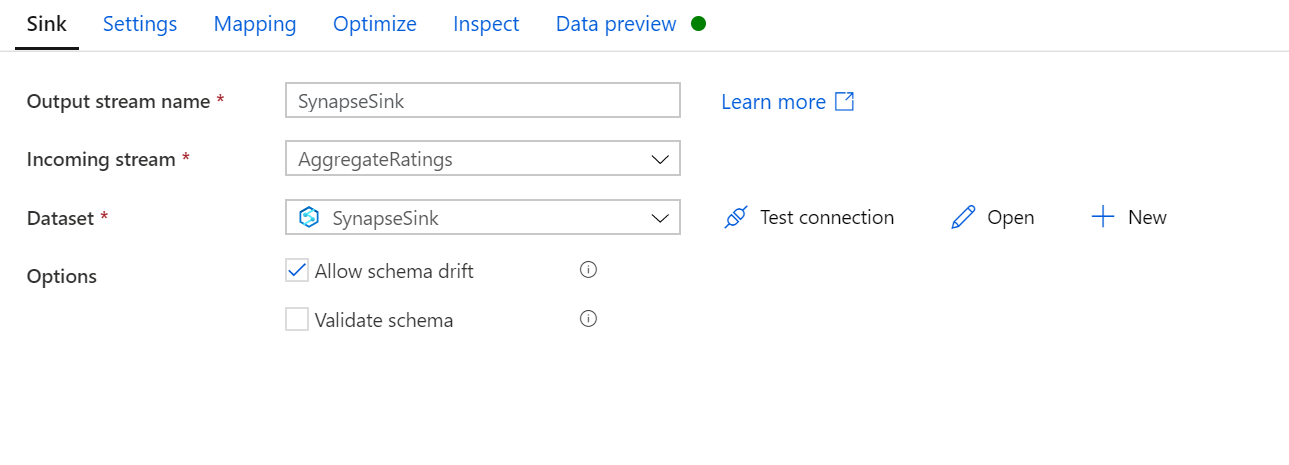 Sink Settings Mapping Optimize Inspect Data preview
Output stream name * SynapseSink Learn more
Incoming stream * AggregateRatings
Dataset * SynapseSink Test connection Open New
Options Allow schema drift
Validate schema